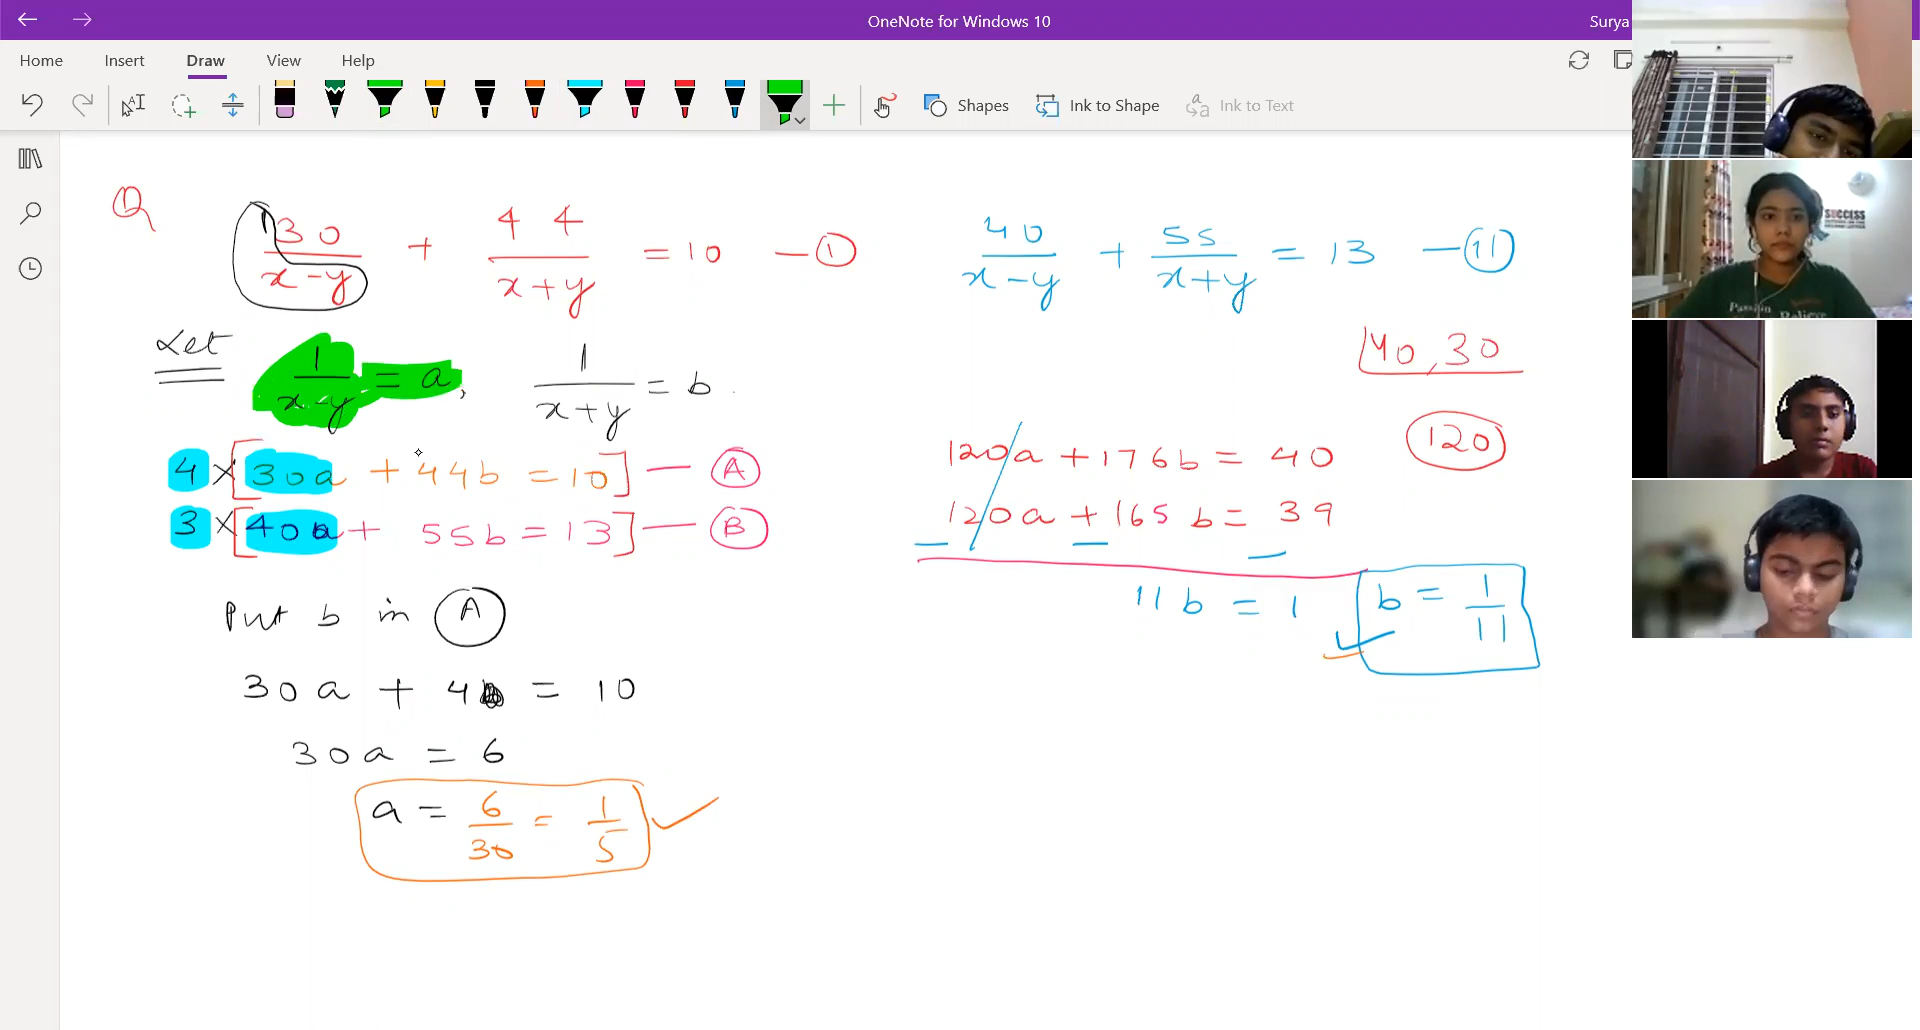 OneNote for Windows 10
Surya
Home Insert Draw View Help
Shapes Ink to Shape Ink to Text
Q 30/(x-y) + 44/(x+y) = 10 — (1) 40/(x-y) + 55/(x+y) = 13 — (11)
Let 1/(x-y) = a, 1/(x+y) = b.
40, 30
120
4 × [30a + 44b = 10] — (A)
3 × [40a + 55b = 13] — (B)
120a + 176b = 40
120a + 165b = 39
11b = 1 b = 1/11
Put b in (A)
30a + 4 = 10
30a = 6
a = 6/30 = 1/5
SUCCESS